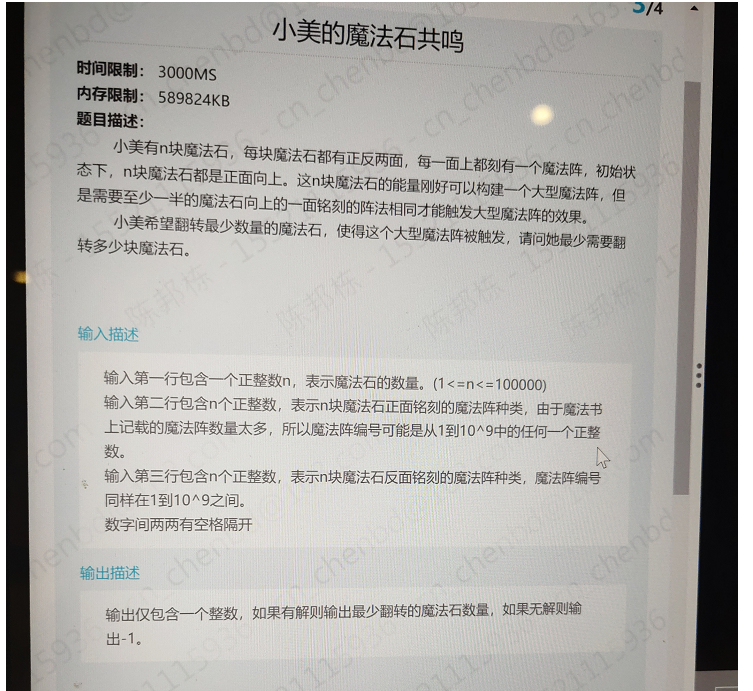 3/4
小美的魔法石共鸣
时间限制： 3000MS
内存限制： 589824KB
题目描述：
小美有n块魔法石，每块魔法石都有正反两面，每一面上都刻有一个魔法阵，初始状
态下，n块魔法石都是正面向上。这n块魔法石的能量刚好可以构建一个大型魔法阵，但
是需要至少一半的魔法石向上的一面铭刻的阵法相同才能触发大型魔法阵的效果。
小美希望翻转最少数量的魔法石，使得这个大型魔法阵被触发，请问她最少需要翻
转多少块魔法石。
输入描述
输入第一行包含一个正整数n，表示魔法石的数量。(1<=n<=100000)
输入第二行包含n个正整数，表示n块魔法石正面铭刻的魔法阵种类，由于魔法书
上记载的魔法阵数量太多，所以魔法阵编号可能是从1到10^9中的任何一个正整
数。
输入第三行包含n个正整数，表示n块魔法石反面铭刻的魔法阵种类，魔法阵编号
同样在1到10^9之间。
数字间两两有空格隔开
输出描述
输出仅包含一个整数，如果有解则输出最少翻转的魔法石数量，如果无解则输
出-1。